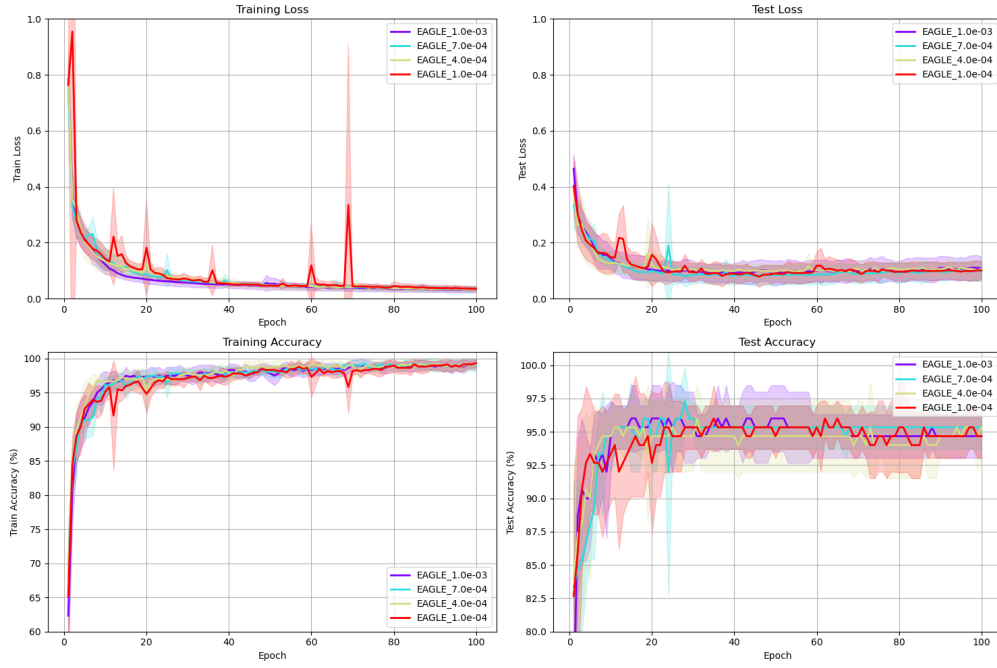 Training Loss
1.0
0.8
0.6
0.4
0.2
0.0
Train Loss
EAGLE_1.0e-03
EAGLE_7.0e-04
EAGLE_4.0e-04
EAGLE_1.0e-04
0 20 40 60 80 100
Epoch
Test Loss
1.0
0.8
0.6
0.4
0.2
0.0
Test Loss
EAGLE_1.0e-03
EAGLE_7.0e-04
EAGLE_4.0e-04
EAGLE_1.0e-04
0 20 40 60 80 100
Epoch
Training Accuracy
100
95
90
85
80
75
70
65
60
Train Accuracy (%)
EAGLE_1.0e-03
EAGLE_7.0e-04
EAGLE_4.0e-04
EAGLE_1.0e-04
0 20 40 60 80 100
Epoch
Test Accuracy
100.0
97.5
95.0
92.5
90.0
87.5
85.0
82.5
80.0
Test Accuracy (%)
EAGLE_1.0e-03
EAGLE_7.0e-04
EAGLE_4.0e-04
EAGLE_1.0e-04
0 20 40 60 80 100
Epoch